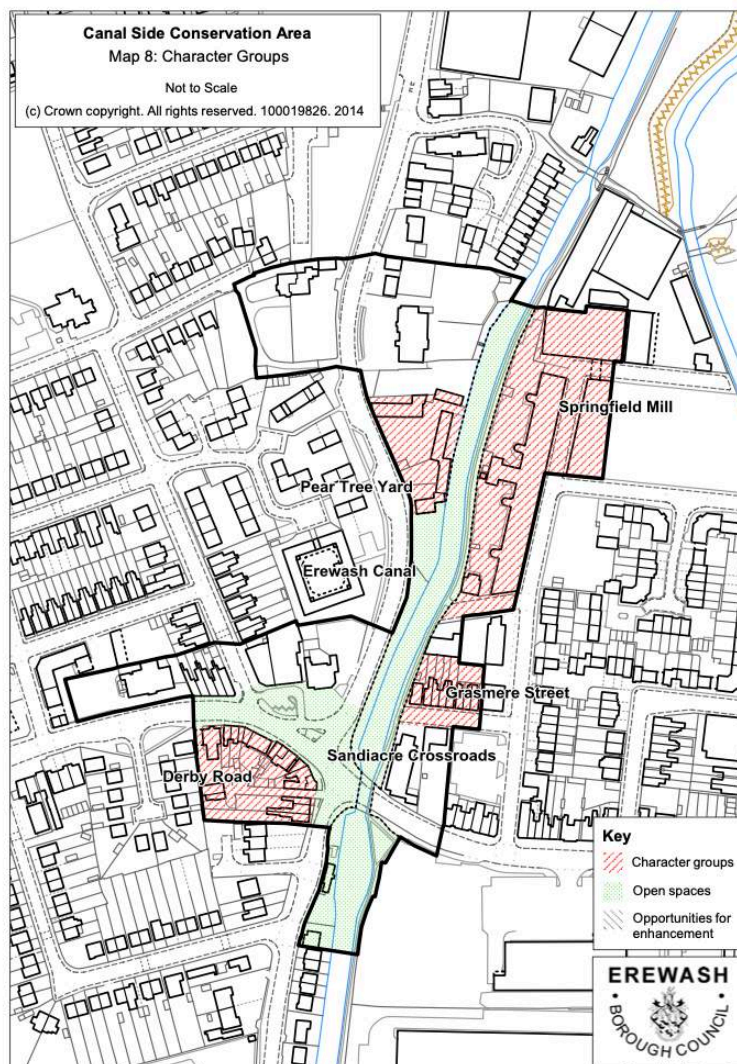 Canal Side Conservation Area
Map 8: Character Groups
Not to Scale
(c) Crown copyright. All rights reserved. 100019826. 2014
Springfield Mill
Pear Tree Yard
Erewash Canal
Grasmere Street
Sandiacre Crossroads
Derby Road
Key
Character groups
Open spaces
Opportunities for
enhancement
EREWASH
• BOROUGH COUNCIL •